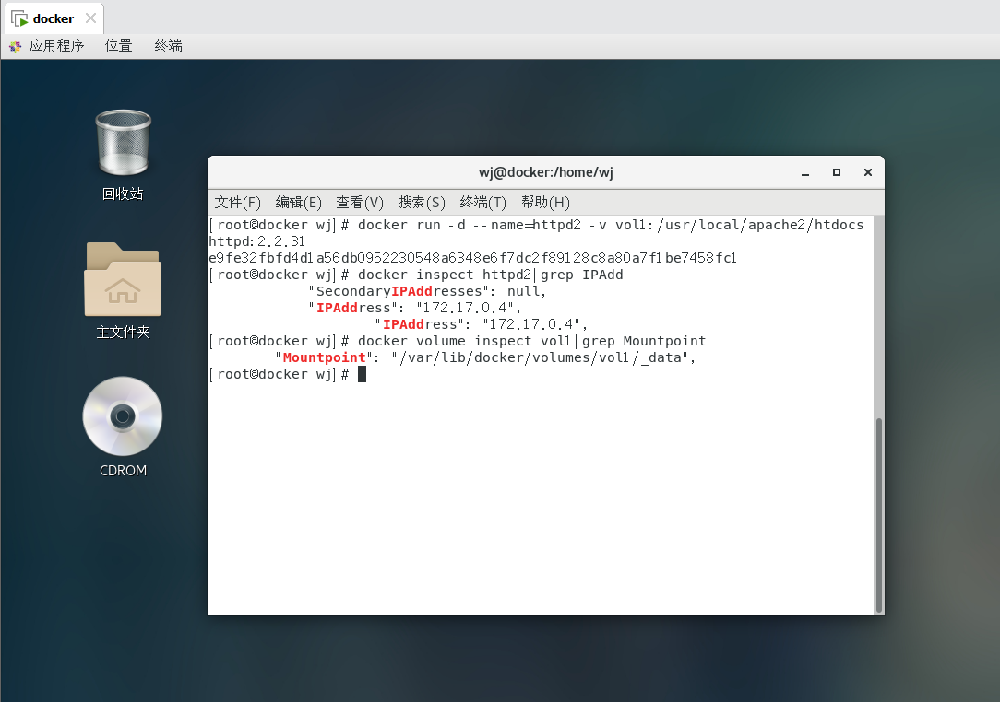 docker
应用程序 位置 终端
回收站
主文件夹
CDROM
wj@docker:/home/wj
文件(F) 编辑(E) 查看(V) 搜索(S) 终端(T) 帮助(H)
[root@docker wj]# docker run -d --name=httpd2 -v vol1:/usr/local/apache2/htdocs
httpd:2.2.31
e9fe32fbfd4d1a56db0952230548a6348e6f7dc2f89128c8a80a7f1be7458fc1
[root@docker wj]# docker inspect httpd2|grep IPAdd
"SecondaryIPAddresses": null,
"IPAddress": "172.17.0.4",
"IPAddress": "172.17.0.4",
[root@docker wj]# docker volume inspect vol1|grep Mountpoint
"Mountpoint": "/var/lib/docker/volumes/vol1/_data",
[root@docker wj]#